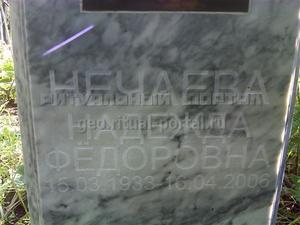 НЕЧАЕВА
РИТУАЛЬНЫЙ ПОРТАЛ
НАДЕЖДА
geo.ritual-portal.ru
ФЁДОРОВНА
15.03.1933-16.04.2006